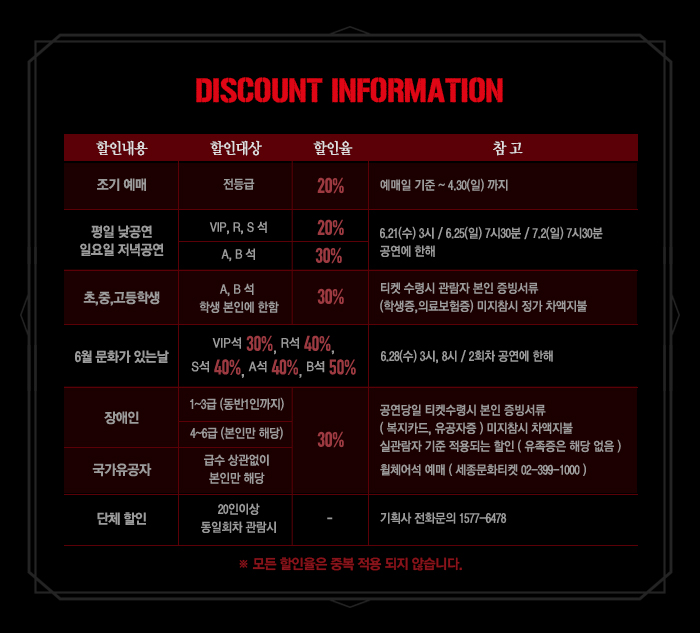 DISCOUNT INFORMATION
할인내용 할인대상 할인율 참 고
조기 예매 전등급 20% 예매일 기준 ~ 4.30(일) 까지
평일 낮공연
일요일 저녁공연
VIP, R, S 석 20%
A, B 석 30%
6.21(수) 3시 / 6.25(일) 7시30분 / 7.2(일) 7시30분
공연에 한해
초,중,고등학생
A, B 석
학생 본인에 한함
30%
티켓 수령시 관람자 본인 증빙서류
(학생증,의료보험증) 미지참시 정가 차액지불
6월 문화가 있는날
VIP석 30%, R석 40%,
S석 40%, A석 40%, B석 50%
6.28(수) 3시, 8시 / 2회차 공연에 한해
장애인
1~3급 (동반1인까지)
4~6급 (본인만 해당)
국가유공자
급수 상관없이
본인만 해당
30%
공연당일 티켓수령시 본인 증빙서류
( 복지카드, 유공자증 ) 미지참시 차액지불
실관람자 기준 적용되는 할인 ( 유족증은 해당 없음 )
휠체어석 예매 ( 세종문화티켓 02-399-1000 )
단체 할인
20인이상
동일회차 관람시
-
기획사 전화문의 1577-6478
※ 모든 할인율은 중복 적용 되지 않습니다.